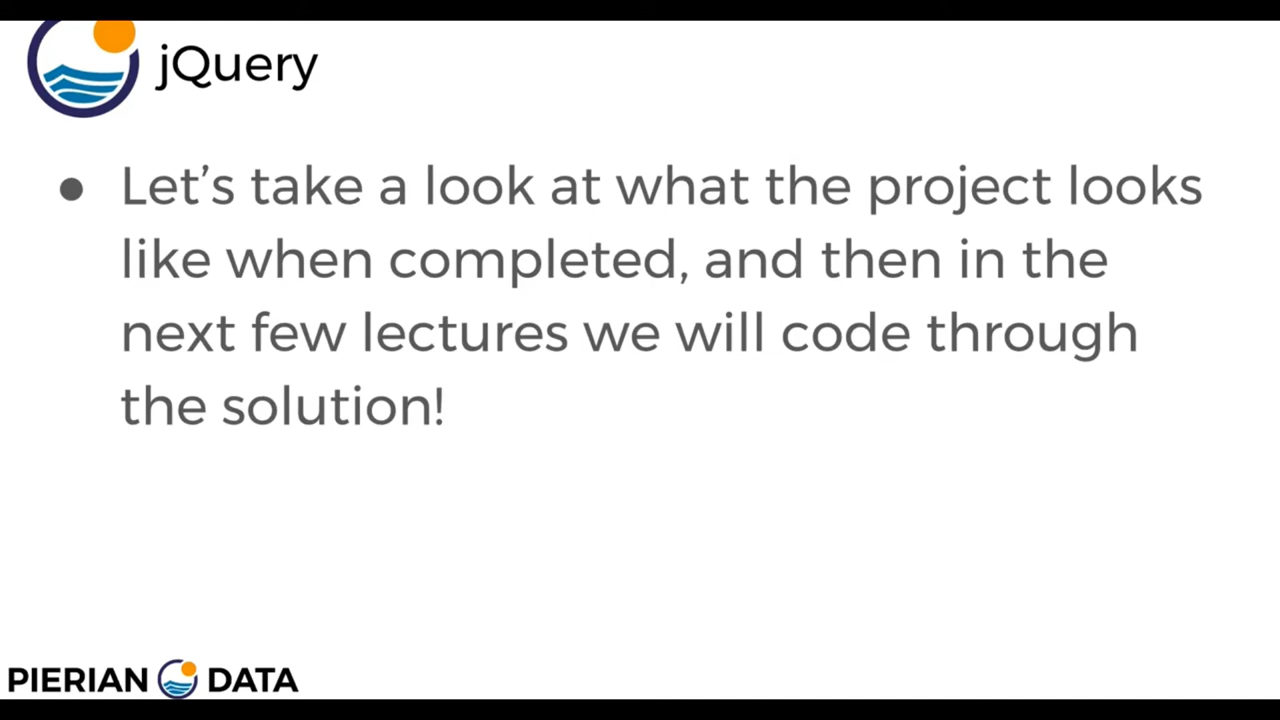 jQuery
● Let’s take a look at what the project looks
like when completed, and then in the
next few lectures we will code through
the solution!
PIERIAN DATA